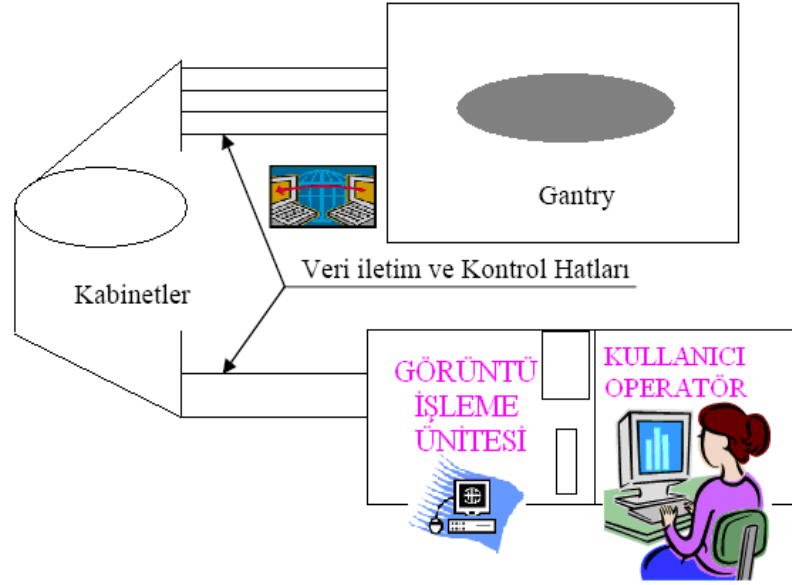 Gantry
Veri iletim ve Kontrol Hatları
Kabinetler
GÖRÜNTÜ
İŞLEME
ÜNİTESİ
KULLANICI
OPERATÖR